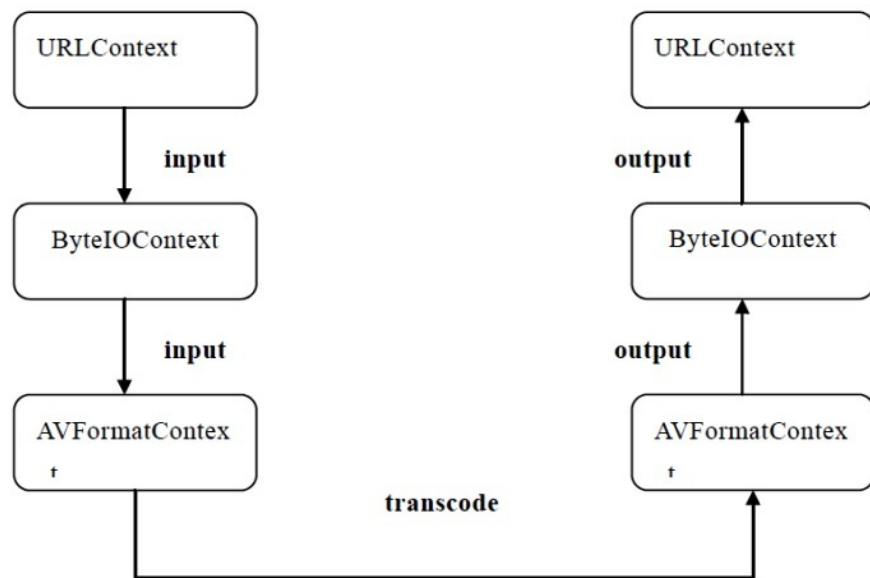 URLContext
input
ByteIOContext
input
AVFormatContex
t
URLContext
output
ByteIOContext
output
AVFormatContex
t
transcode